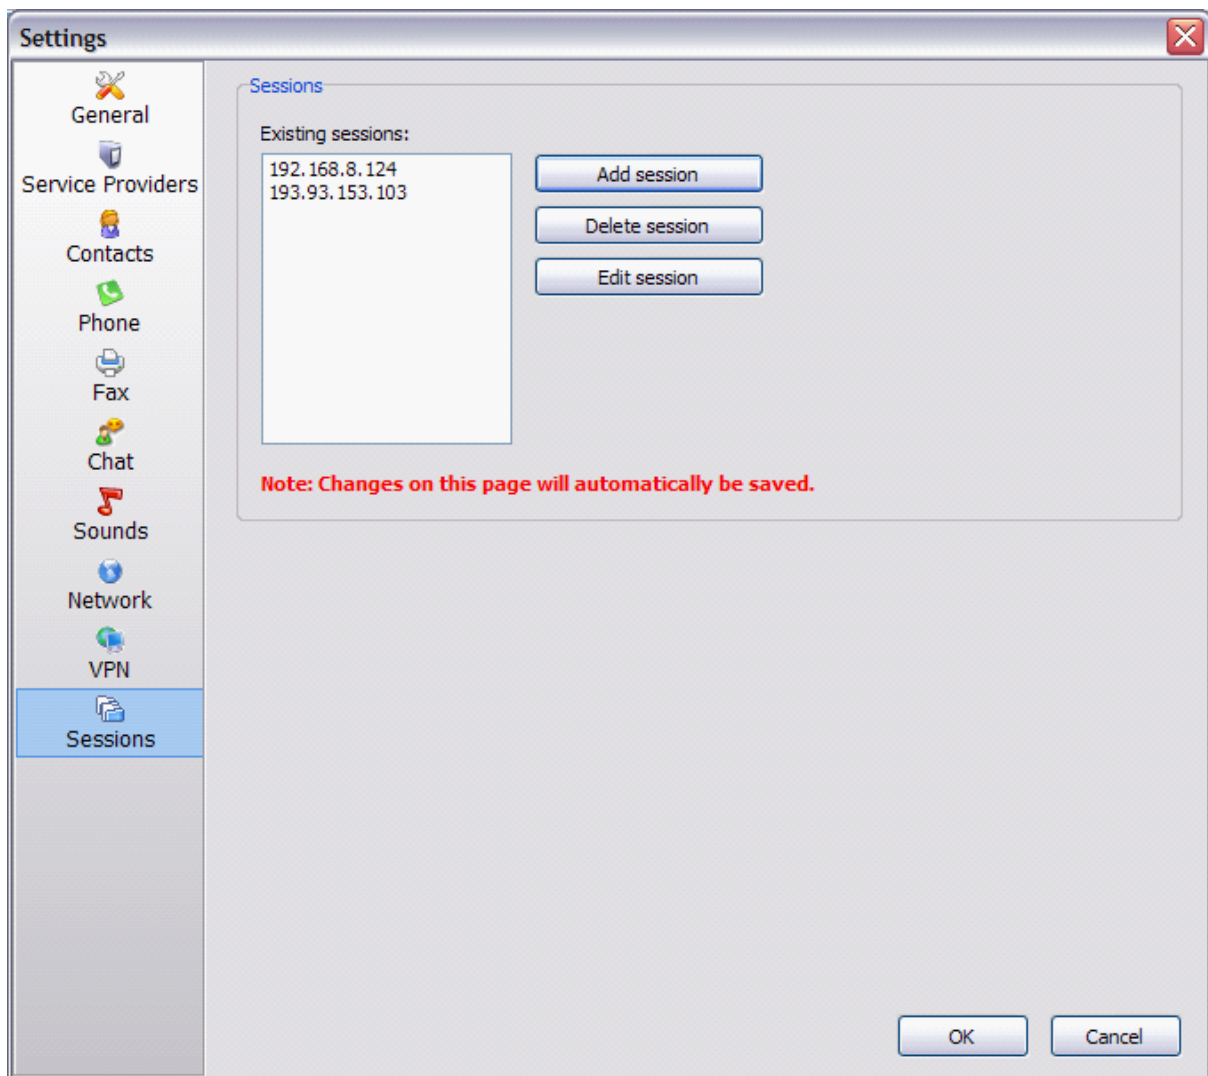 Settings
General
Service Providers
Contacts
Phone
Fax
Chat
Sounds
Network
VPN
Sessions
Sessions
Existing sessions:
192.168.8.124
193.93.153.103
Add session
Delete session
Edit session
Note: Changes on this page will automatically be saved.
OK
Cancel